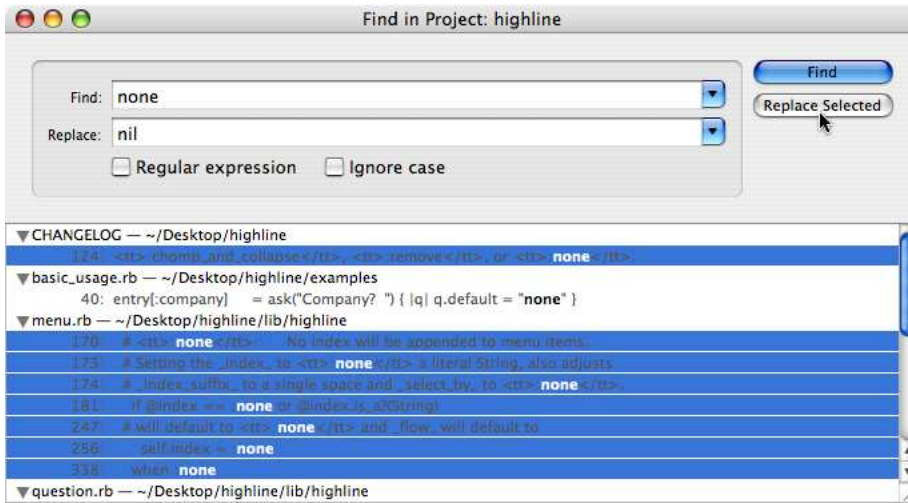 Find in Project: highline
Find: none
Find
Replace: nil
Replace Selected
Regular expression
Ignore case
▼CHANGELOG — ~/Desktop/highline
124: <tt>:chomp_and_collapse</tt>, <tt>:remove</tt>, or <tt>:none</tt>.
▼basic_usage.rb — ~/Desktop/highline/examples
40: entry[:company] = ask("Company? ") { |q| q.default = "none" }
▼menu.rb — ~/Desktop/highline/lib/highline
170: # <tt>:none</tt>:: No index will be appended to menu items.
173: # Setting the _index_ to <tt>:none</tt> a literal String, also adjusts
174: # _index_suffix_ to a single space and _select_by_ to <tt>:none</tt>.
181: if @index == :none or @index.is_a?(String)
247: # will default to <tt>:none</tt> and _flow_ will default to
256: self.index = :none
338: when :none
▼question.rb — ~/Desktop/highline/lib/highline